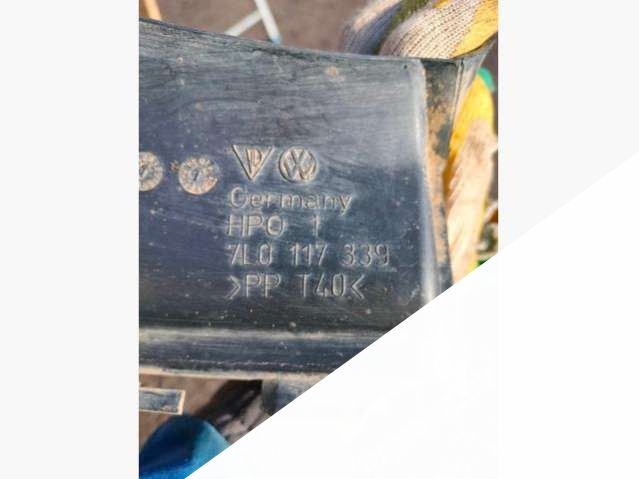 Germany
HPO 1
7L0 117 339
>PP T40<